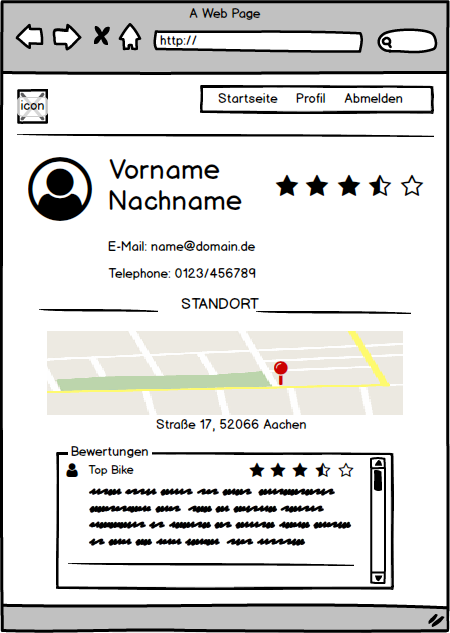 A Web Page
http://
icon
Startseite Profil Abmelden
Vorname
Nachname
E-Mail: name@domain.de
Telephone: 0123/456789
STANDORT
Straße 17, 52066 Aachen
Bewertungen
Top Bike